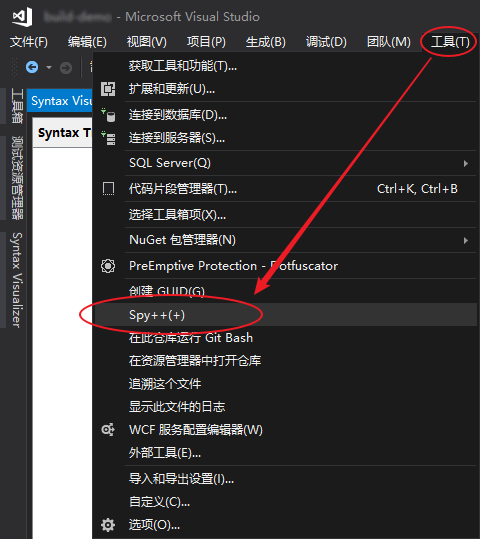 build-demo - Microsoft Visual Studio
文件(F) 编辑(E) 视图(V) 项目(P) 生成(B) 调试(D) 团队(M) 工具(T)
获取工具和功能(T)...
扩展和更新(U)...
连接到数据库(D)...
连接到服务器(S)...
SQL Server(Q)
代码片段管理器(T)... Ctrl+K, Ctrl+B
选择工具箱项(X)...
NuGet 包管理器(N)
PreEmptive Protection - Dotfuscator
创建 GUID(G)
Spy++(+)
在此仓库运行 Git Bash
在资源管理器中打开仓库
追溯这个文件
显示此文件的日志
WCF 服务配置编辑器(W)
外部工具(E)...
导入和导出设置(I)...
自定义(C)...
选项(O)...
工具箱
测试资源管理器
Syntax Visualizer
Syntax Visu
Syntax T